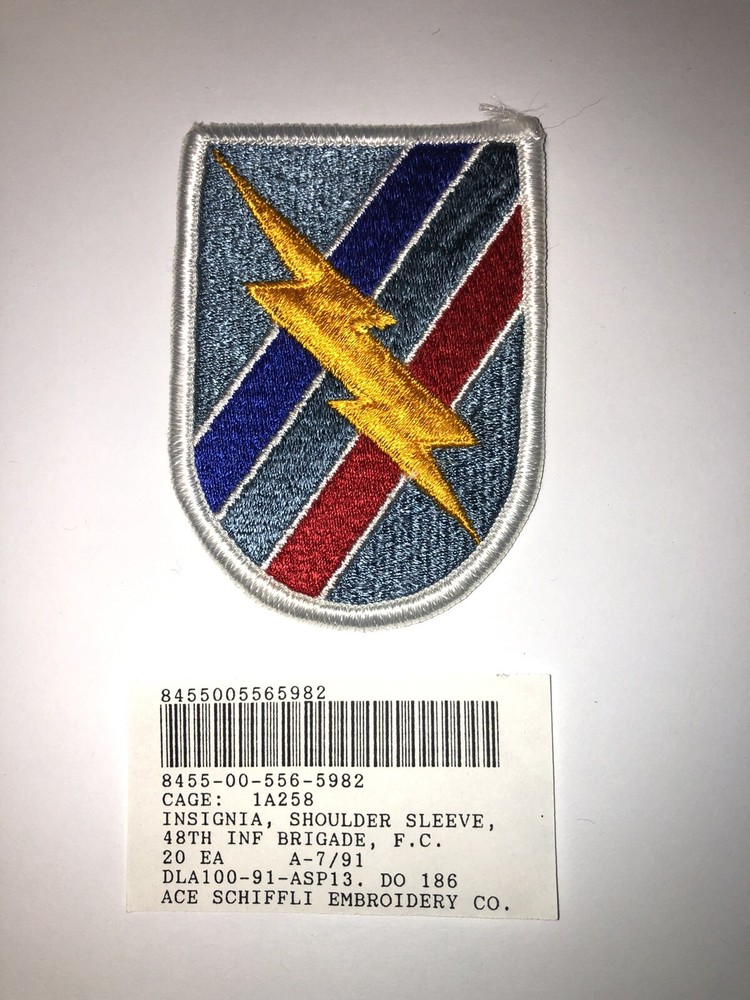 8455005565982
8455-00-556-5982
CAGE: 1A258
INSIGNIA, SHOULDER SLEEVE,
48TH INF BRIGADE, F.C.
20 EA A-7/91
DLA100-91-ASP13. DO 186
ACE SCHIFFLI EMBROIDERY CO.